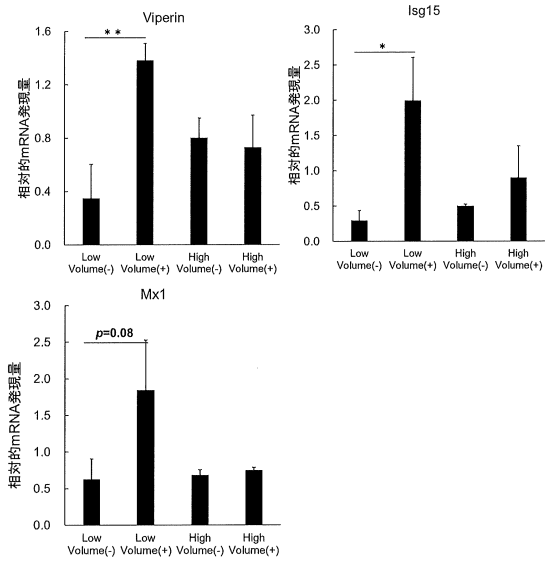 Viperin
**
相対的mRNA発現量
1.6
1.2
0.8
0.4
0.0
Low Low High High
Volume(-) Volume(+) Volume(-) Volume(+)
Isg15
*
相対的mRNA発現量
3.0
2.5
2.0
1.5
1.0
0.5
0.0
Low Low High High
Volume(-) Volume(+) Volume(-) Volume(+)
Mx1
p=0.08
相対的mRNA発現量
3.0
2.5
2.0
1.5
1.0
0.5
0.0
Low Low High High
Volume(-) Volume(+) Volume(-) Volume(+)